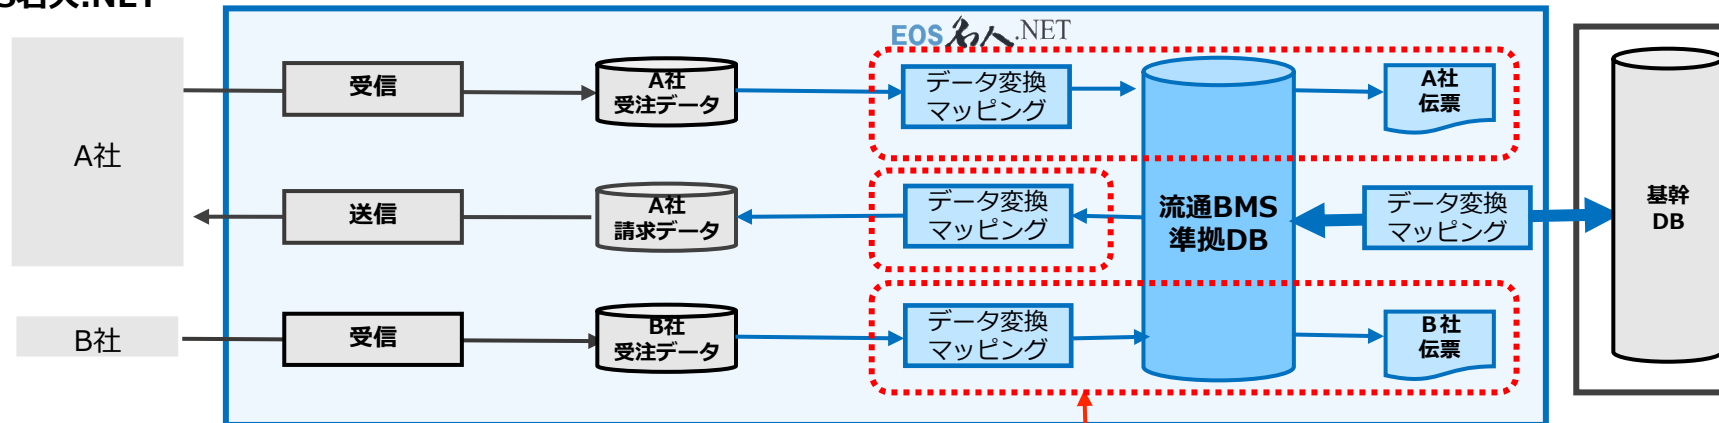 S名人.NET
EOS名人.NET
A社
受信
A社
受注データ
データ変換
マッピング
A社
伝票
送信
A社
請求データ
データ変換
マッピング
流通BMS
準拠DB
データ変換
マッピング
基幹
DB
B社
受信
B社
受注データ
データ変換
マッピング
B社
伝票